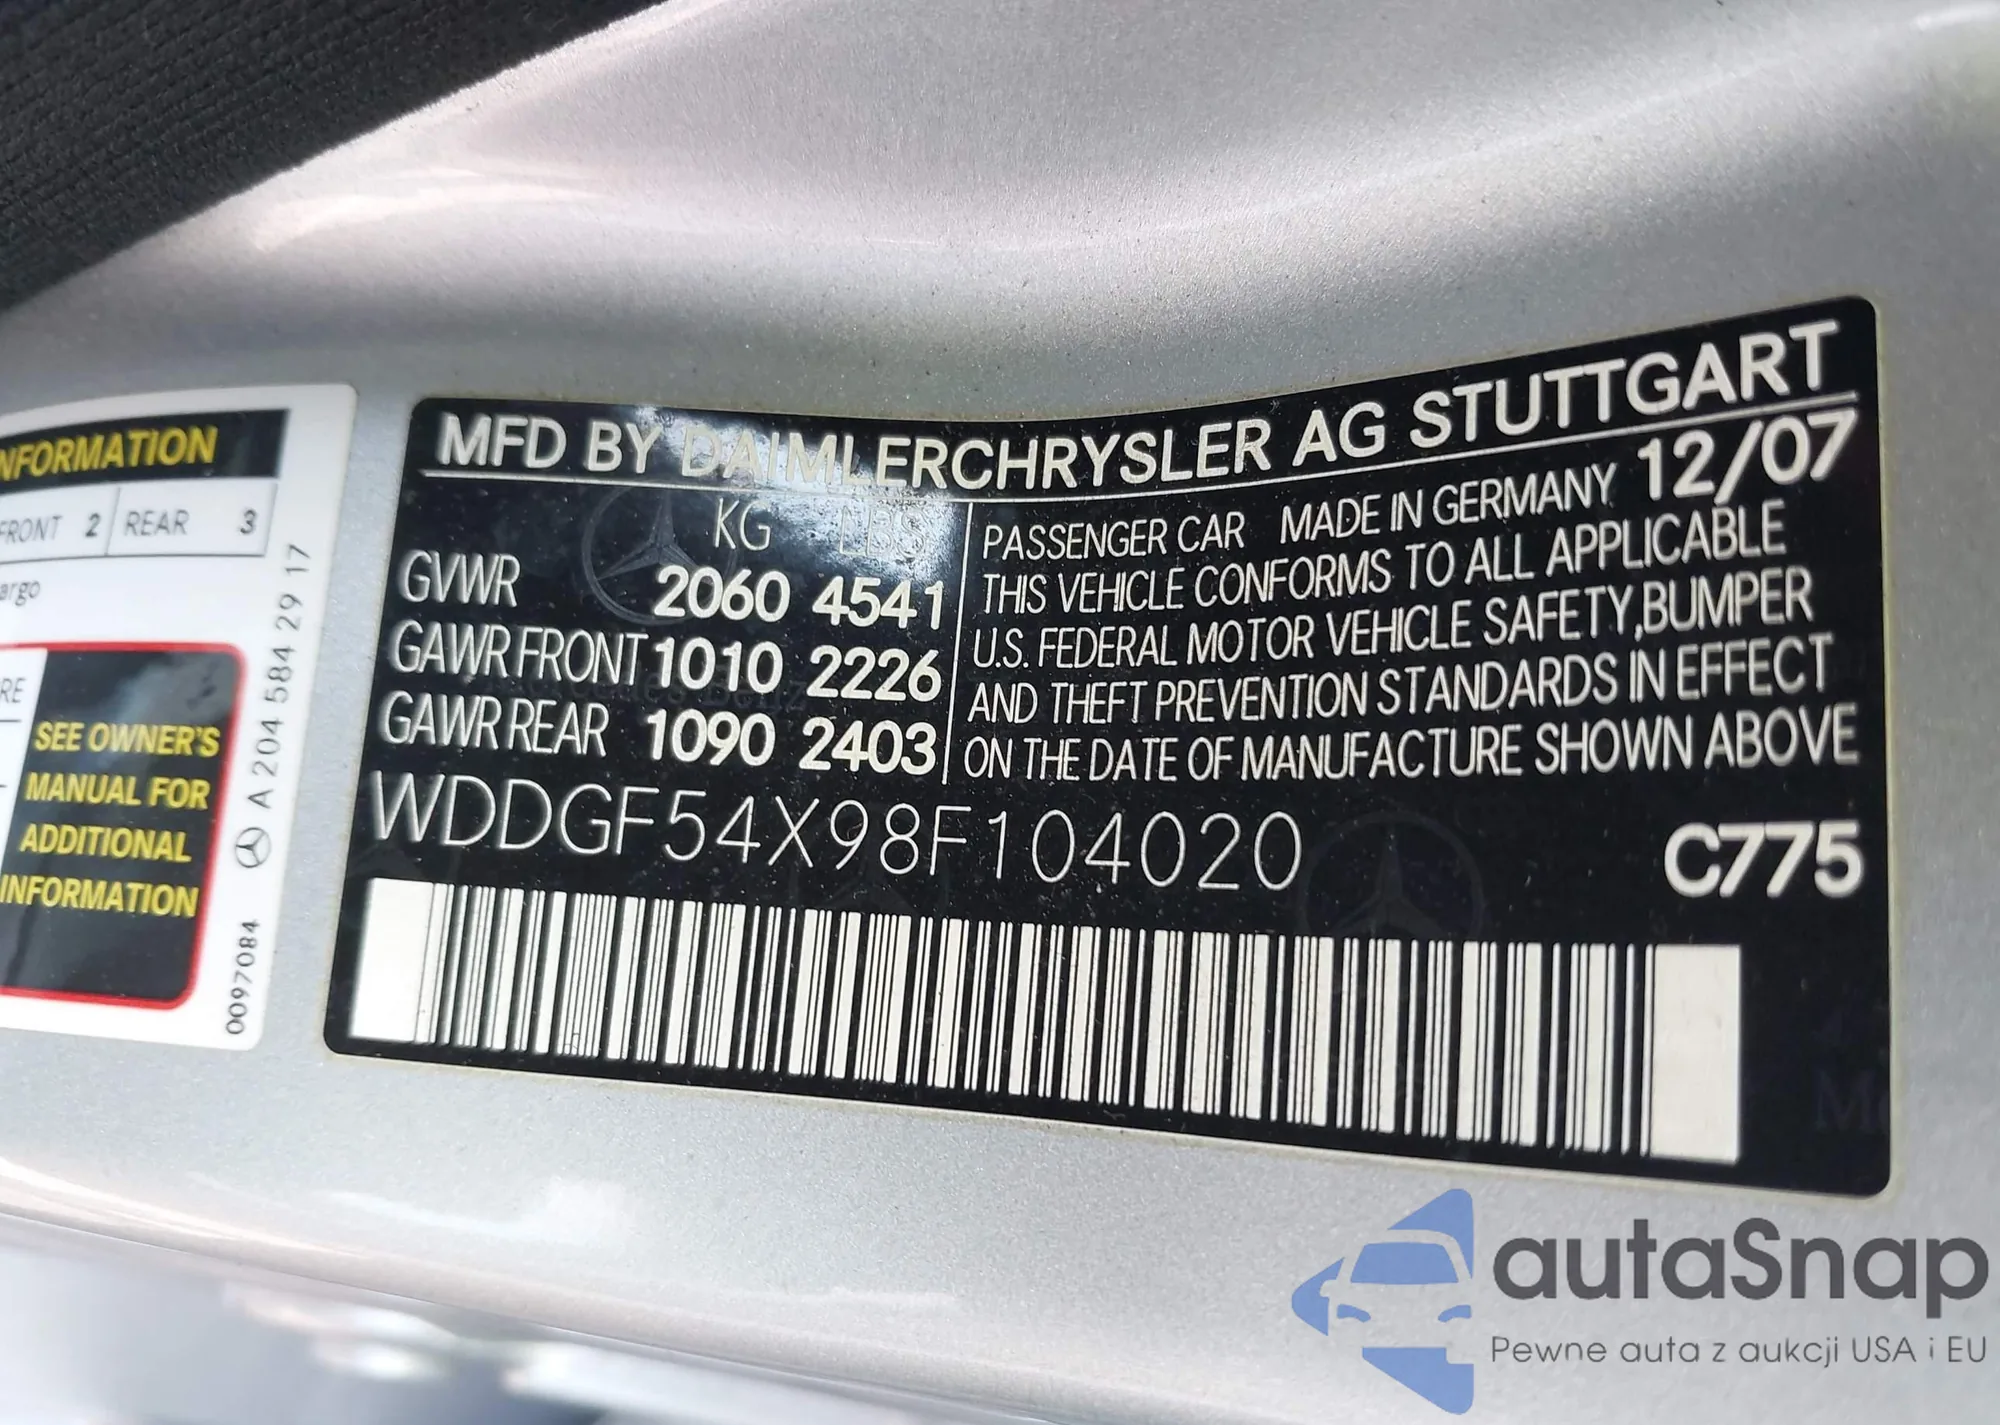 INFORMATION
FRONT 2 REAR 3
SEE OWNER'S
MANUAL FOR
ADDITIONAL
INFORMATION
A 204 584 29 17
0097084
MFD BY DAIMLERCHRYSLER AG STUTTGART
KG LBS
GVWR 2060 4541
GAWR FRONT 1010 2226
GAWR REAR 1090 2403
PASSENGER CAR MADE IN GERMANY 12/07
THIS VEHICLE CONFORMS TO ALL APPLICABLE
U.S. FEDERAL MOTOR VEHICLE SAFETY, BUMPER
AND THEFT PREVENTION STANDARDS IN EFFECT
ON THE DATE OF MANUFACTURE SHOWN ABOVE
WDDGF54X98F104020
C775
autaSnap
Pewne auta z aukcji USA i EU